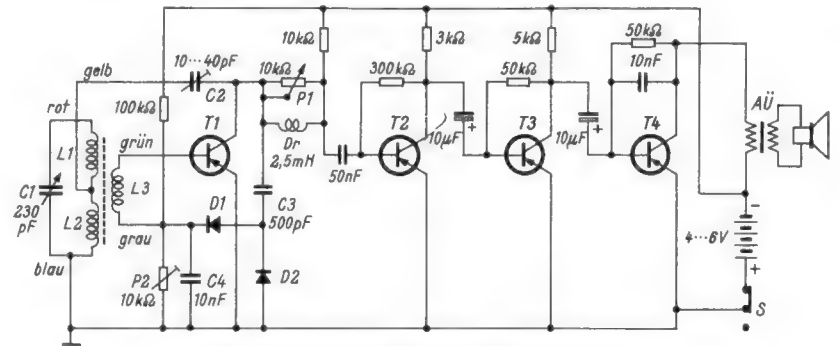 gelb
10...40pF
C2
rot
100kΩ
10kΩ
10kΩ
P1
Dr
2,5mH
300kΩ
3kΩ
5kΩ
50kΩ
50kΩ
10nF
AÜ
grün
T1
T2
T3
T4
L1
L2
L3
C1
230
pF
10µF
+
10µF
+
50nF
C3
500pF
D1
D2
grau
blau
P2
10kΩ
C4
10nF
4...6V
-
+
S